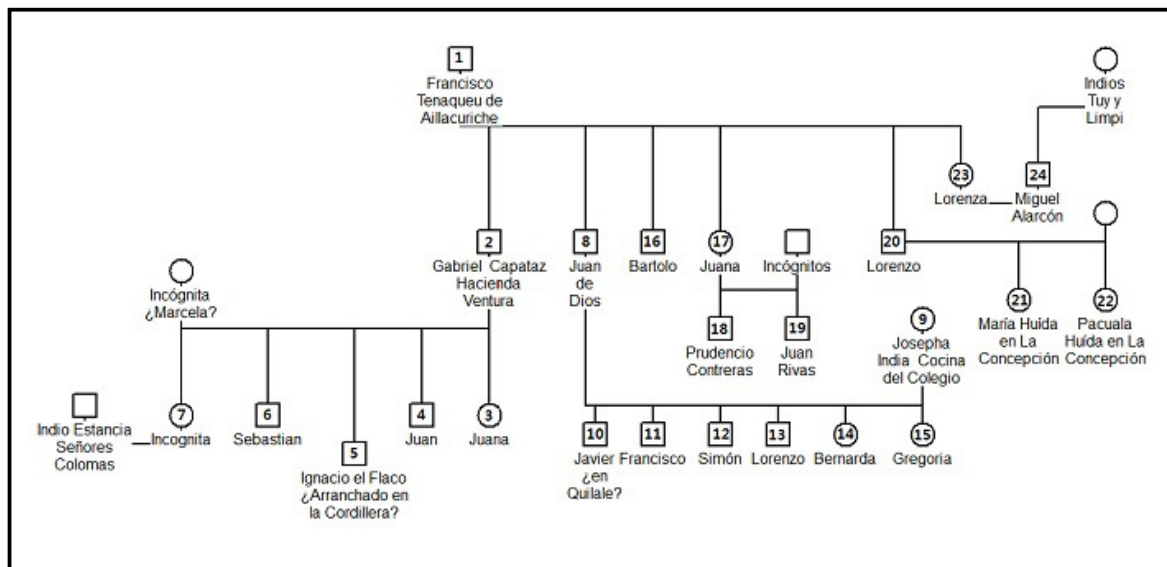 1
Francisco
Tenaqueu de
Aillacuriche
Indios
Tuy y
Limpi
23
Lorenza
24
Miguel
Alarcón
2
Gabriel Capataz
Hacienda
Ventura
8
Juan
de
Dios
16
Bartolo
17
Juana
Incógnitos
20
Lorenzo
Incógnita
¿Marcela?
18
Prudencio
Contreras
19
Juan
Rivas
9
Josepha
India Cocina
del Colegio
21
María Huída
en La
Concepción
22
Pacuala
Huída en La
Concepción
Indio Estancia
Señores
Colomas
7
Incognita
6
Sebastian
5
Ignacio el Flaco
¿Arranchado en
la Cordillera?
4
Juan
3
Juana
10
Javier
¿en
Quilale?
11
Francisco
12
Simón
13
Lorenzo
14
Bernarda
15
Gregoria